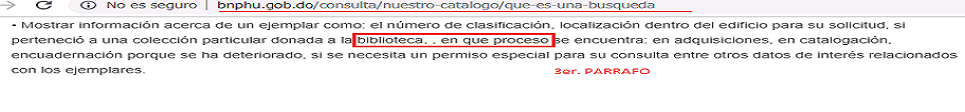 No es seguro | bnphu.gob.do/consulta/nuestro-catalogo/que-es-una-busqueda
• Mostrar información acerca de un ejemplar como: el número de clasificación, localización dentro del edificio para su solicitud, si
perteneció a una colección particular donada a la biblioteca, , en que proceso se encuentra: en adquisiciones, en catalogación,
encuadernación porque se ha deteriorado, si se necesita un permiso especial para su consulta entre otros datos de interés relacionados
con los ejemplares.
3er. PARRAFO